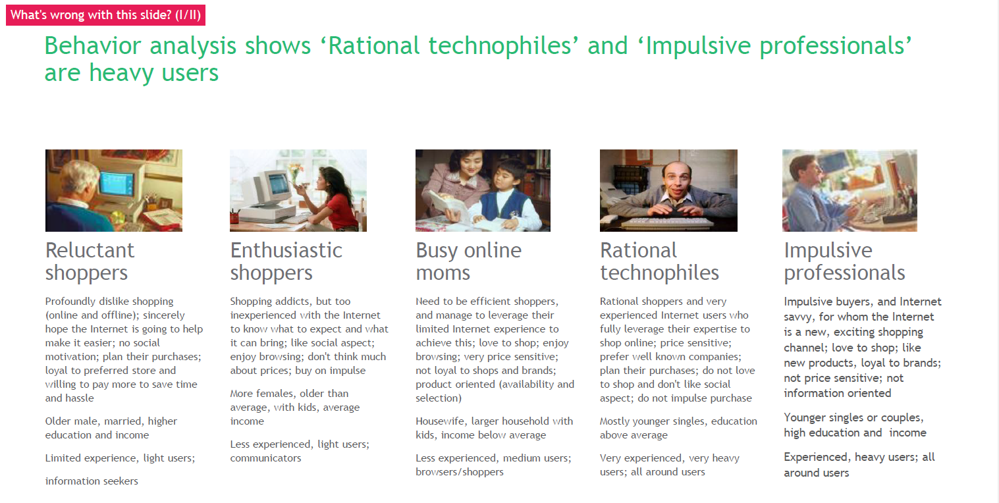 What's wrong with this slide? (I/II)
Behavior analysis shows ‘Rational technophiles’ and ‘Impulsive professionals’
are heavy users
Reluctant
shoppers
Profoundly dislike shopping
(online and offline); sincerely
hope the Internet is going to help
make it easier; no social
motivation; plan their purchases;
loyal to preferred store and
willing to pay more to save time
and hassle
Older male, married, higher
education and income
Limited experience, light users;
information seekers
Enthusiastic
shoppers
Shopping addicts, but too
inexperienced with the Internet
to know what to expect and what
it can bring; like social aspect;
enjoy browsing; don't think much
about prices; buy on impulse
More females, older than
average, with kids, average
income
Less experienced, light users;
communicators
Busy online
moms
Need to be efficient shoppers,
and manage to leverage their
limited Internet experience to
achieve this; love to shop; enjoy
browsing; very price sensitive;
not loyal to shops and brands;
product oriented (availability and
selection)
Housewife, larger household with
kids, income below average
Less experienced, medium users;
browsers/shoppers
Rational
technophiles
Rational shoppers and very
experienced Internet users who
fully leverage their expertise to
shop online; price sensitive;
prefer well known companies;
plan their purchases; do not love
to shop and don't like social
aspect; do not impulse purchase
Mostly younger singles, education
above average
Very experienced, very heavy
users; all around users
Impulsive
professionals
Impulsive buyers, and Internet
savvy, for whom the Internet
is a new, exciting shopping
channel; love to shop; like
new products, loyal to brands;
not price sensitive; not
information oriented
Younger singles or couples,
high education and  income
Experienced, heavy users; all
around users